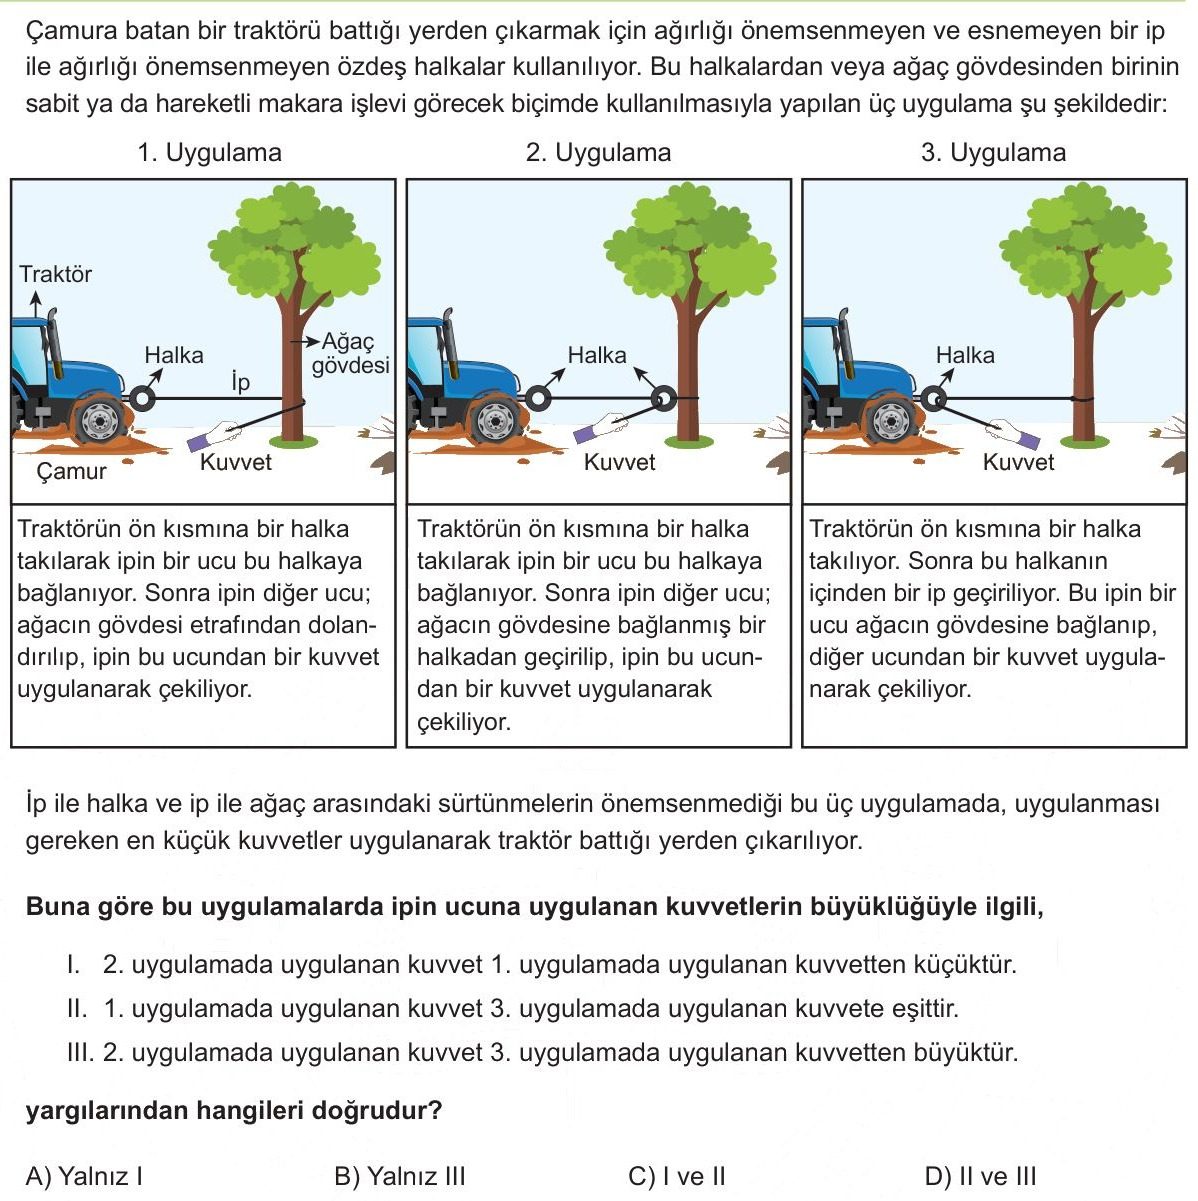 Çamura batan bir traktörü battığı yerden çıkarmak için ağırlığı önemsenmeyen ve esnemeyen bir ip
ile ağırlığı önemsenmeyen özdeş halkalar kullanılıyor. Bu halkalardan veya ağaç gövdesinden birinin
sabit ya da hareketli makara işlevi görecek biçimde kullanılmasıyla yapılan üç uygulama şu şekildedir:
1. Uygulama
Traktör
Halka
İp
Ağaç
gövdesi
Kuvvet
Çamur
Traktörün ön kısmına bir halka
takılarak ipin bir ucu bu halkaya
bağlanıyor. Sonra ipin diğer ucu;
ağacın gövdesi etrafından dolan-
dırılıp, ipin bu ucundan bir kuvvet
uygulanarak çekiliyor.
2. Uygulama
Halka
Kuvvet
Traktörün ön kısmına bir halka
takılarak ipin bir ucu bu halkaya
bağlanıyor. Sonra ipin diğer ucu;
ağacın gövdesine bağlanmış bir
halkadan geçirilip, ipin bu ucun-
dan bir kuvvet uygulanarak
çekiliyor.
3. Uygulama
Halka
Kuvvet
Traktörün ön kısmına bir halka
takılıyor. Sonra bu halkanın
içinden bir ip geçiriliyor. Bu ipin bir
ucu ağacın gövdesine bağlanıp,
diğer ucundan bir kuvvet uygula-
narak çekiliyor.
İp ile halka ve ip ile ağaç arasındaki sürtünmelerin önemsenmediği bu üç uygulamada, uygulanması
gereken en küçük kuvvetler uygulanarak traktör battığı yerden çıkarılıyor.
Buna göre bu uygulamalarda ipin ucuna uygulanan kuvvetlerin büyüklüğüyle ilgili,
I. 2. uygulamada uygulanan kuvvet 1. uygulamada uygulanan kuvvetten küçüktür.
II. 1. uygulamada uygulanan kuvvet 3. uygulamada uygulanan kuvvete eşittir.
III. 2. uygulamada uygulanan kuvvet 3. uygulamada uygulanan kuvvetten büyüktür.
yargılarından hangileri doğrudur?
A) Yalnız I B) Yalnız III C) I ve II D) II ve III